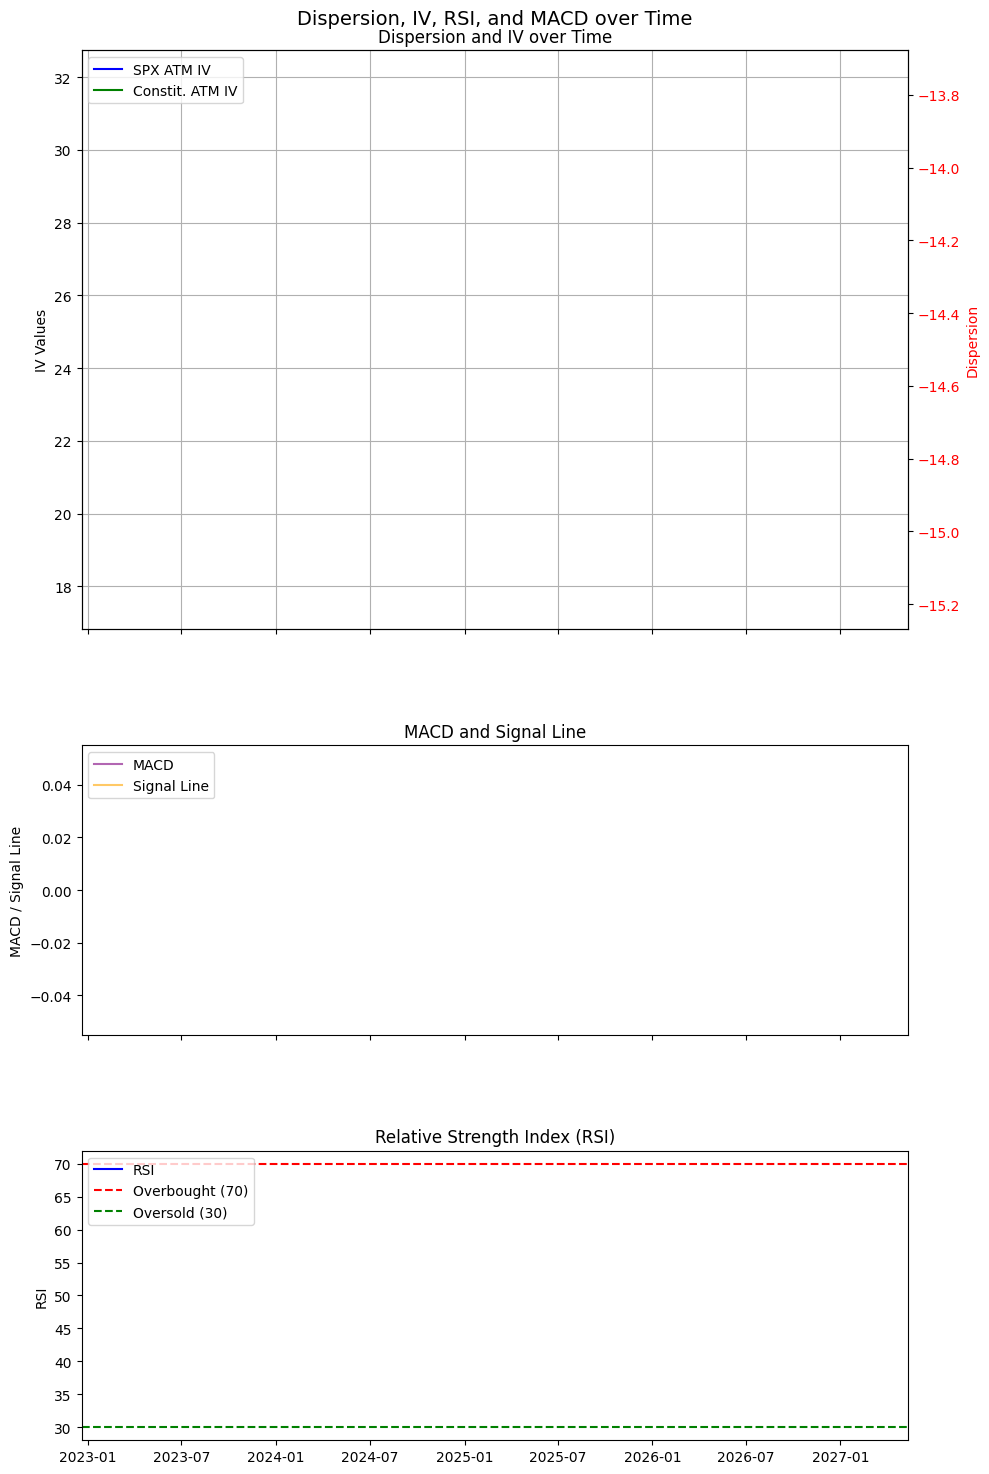 Dispersion, IV, RSI, and MACD over Time
Dispersion and IV over Time
SPX ATM IV
Constit. ATM IV
32
30
28
26
24
22
20
18
IV Values
−13.8
−14.0
−14.2
−14.4
−14.6
−14.8
−15.0
−15.2
Dispersion
MACD and Signal Line
MACD
Signal Line
0.04
0.02
0.00
−0.02
−0.04
MACD / Signal Line
Relative Strength Index (RSI)
RSI
Overbought (70)
Oversold (30)
70
65
60
55
50
45
40
35
30
RSI
2023-01 2023-07 2024-01 2024-07 2025-01 2025-07 2026-01 2026-07 2027-01